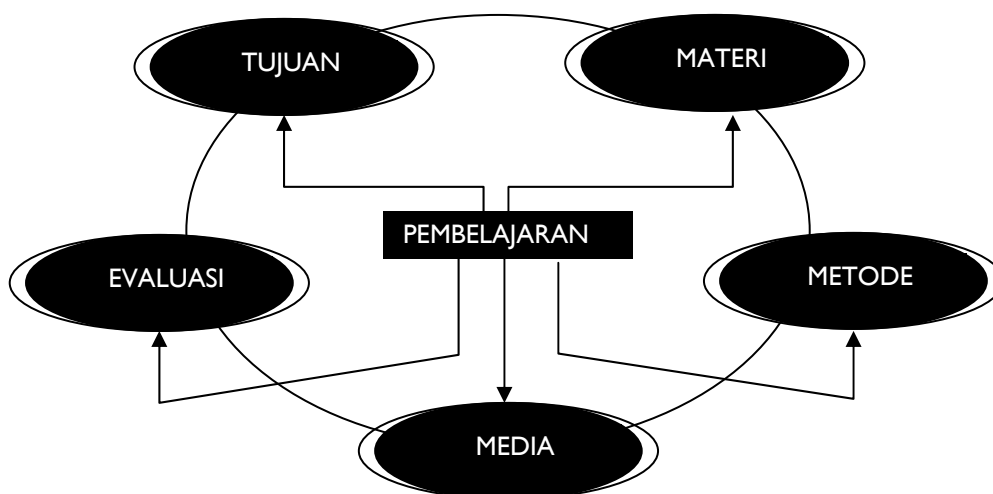 TUJUAN
MATERI
PEMBELAJARAN
EVALUASI
METODE
MEDIA